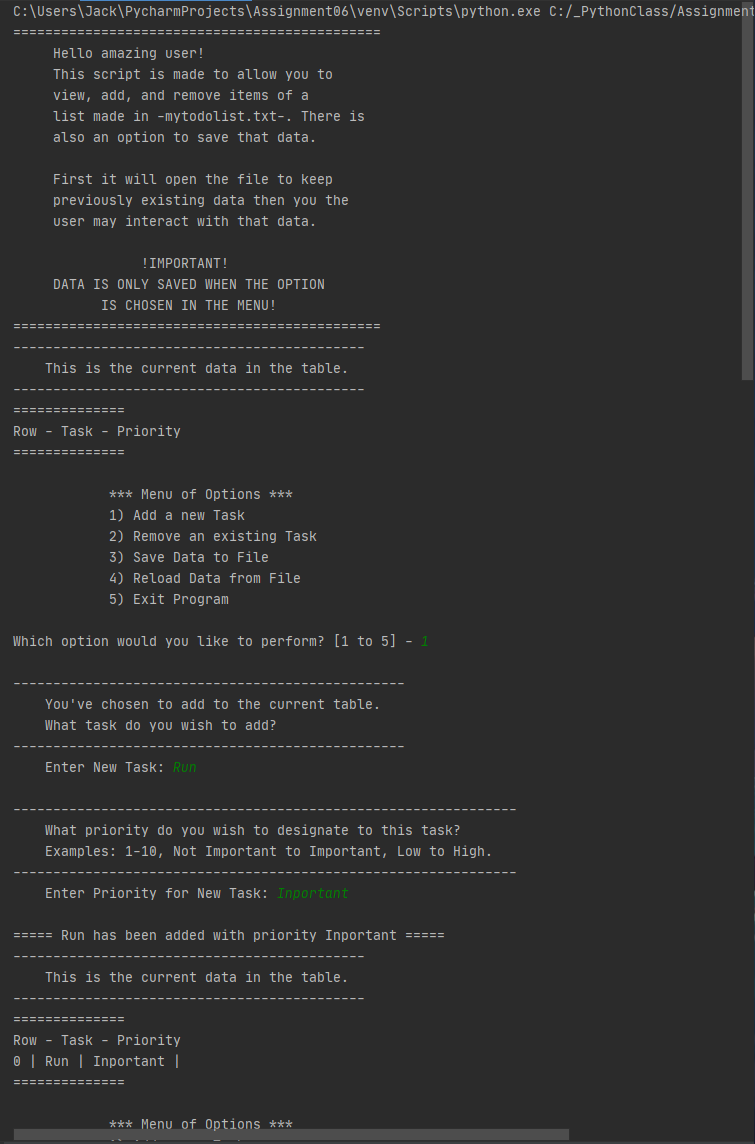 C:\Users\Jack\PycharmProjects\Assignment06\venv\Scripts\python.exe C:/_PythonClass/Assignment
==============================================
Hello amazing user!
This script is made to allow you to
view, add, and remove items of a
list made in -mytodolist.txt-. There is
also an option to save that data.
First it will open the file to keep
previously existing data then you the
user may interact with that data.
!IMPORTANT!
DATA IS ONLY SAVED WHEN THE OPTION
IS CHOSEN IN THE MENU!
==============================================
--------------------------------------------
This is the current data in the table.
--------------------------------------------
==============
Row - Task - Priority
==============
*** Menu of Options ***
1) Add a new Task
2) Remove an existing Task
3) Save Data to File
4) Reload Data from File
5) Exit Program
Which option would you like to perform? [1 to 5] - 1
-------------------------------------------------
You've chosen to add to the current table.
What task do you wish to add?
-------------------------------------------------
Enter New Task: Run
---------------------------------------------------------------
What priority do you wish to designate to this task?
Examples: 1-10, Not Important to Important, Low to High.
---------------------------------------------------------------
Enter Priority for New Task: Inportant
===== Run has been added with priority Inportant =====
--------------------------------------------
This is the current data in the table.
--------------------------------------------
==============
Row - Task - Priority
0 | Run | Inportant |
==============
*** Menu of Options ***